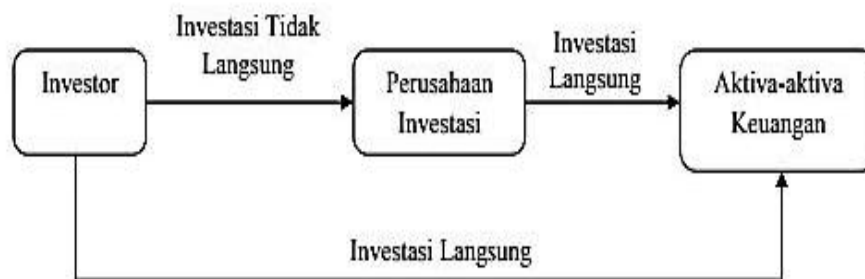 Investor
Investasi Tidak
Langsung
Perusahaan
Investasi
Investasi
Langsung
Aktiva-aktiva
Keuangan
Investasi Langsung